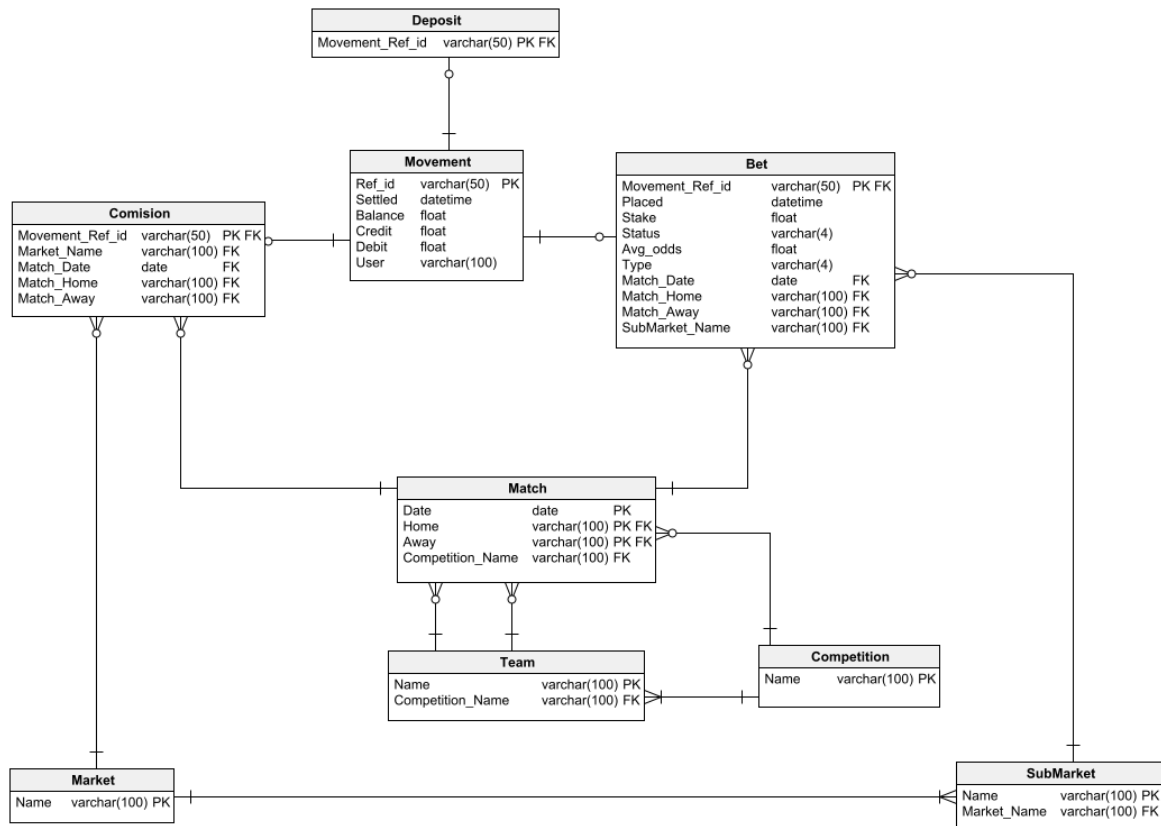 Deposit
Movement_Ref_id varchar(50) PK FK
Movement
Ref_id varchar(50) PK
Settled datetime
Balance float
Credit float
Debit float
User varchar(100)
Bet
Movement_Ref_id varchar(50) PK FK
Placed datetime
Stake float
Status varchar(4)
Avg_odds float
Type varchar(4)
Match_Date date FK
Match_Home varchar(100) FK
Match_Away varchar(100) FK
SubMarket_Name varchar(100) FK
Comision
Movement_Ref_id varchar(50) PK FK
Market_Name varchar(100) FK
Match_Date date FK
Match_Home varchar(100) FK
Match_Away varchar(100) FK
Match
Date date PK
Home varchar(100) PK FK
Away varchar(100) PK FK
Competition_Name varchar(100) FK
Team
Name varchar(100) PK
Competition_Name varchar(100) FK
Competition
Name varchar(100) PK
Market
Name varchar(100) PK
SubMarket
Name varchar(100) PK
Market_Name varchar(100) FK